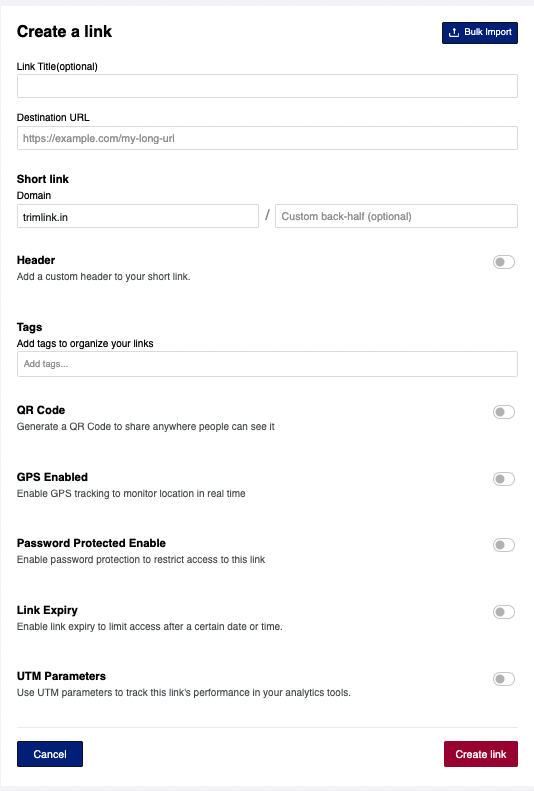 Create a link
Bulk Import
Link Title(optional)
Destination URL
https://example.com/my-long-url
Short link
Domain
trimlink.in / Custom back-half (optional)
Header
Add a custom header to your short link.
Tags
Add tags to organize your links
Add tags...
QR Code
Generate a QR Code to share anywhere people can see it
GPS Enabled
Enable GPS tracking to monitor location in real time
Password Protected Enable
Enable password protection to restrict access to this link
Link Expiry
Enable link expiry to limit access after a certain date or time.
UTM Parameters
Use UTM parameters to track this link's performance in your analytics tools.
Cancel
Create link